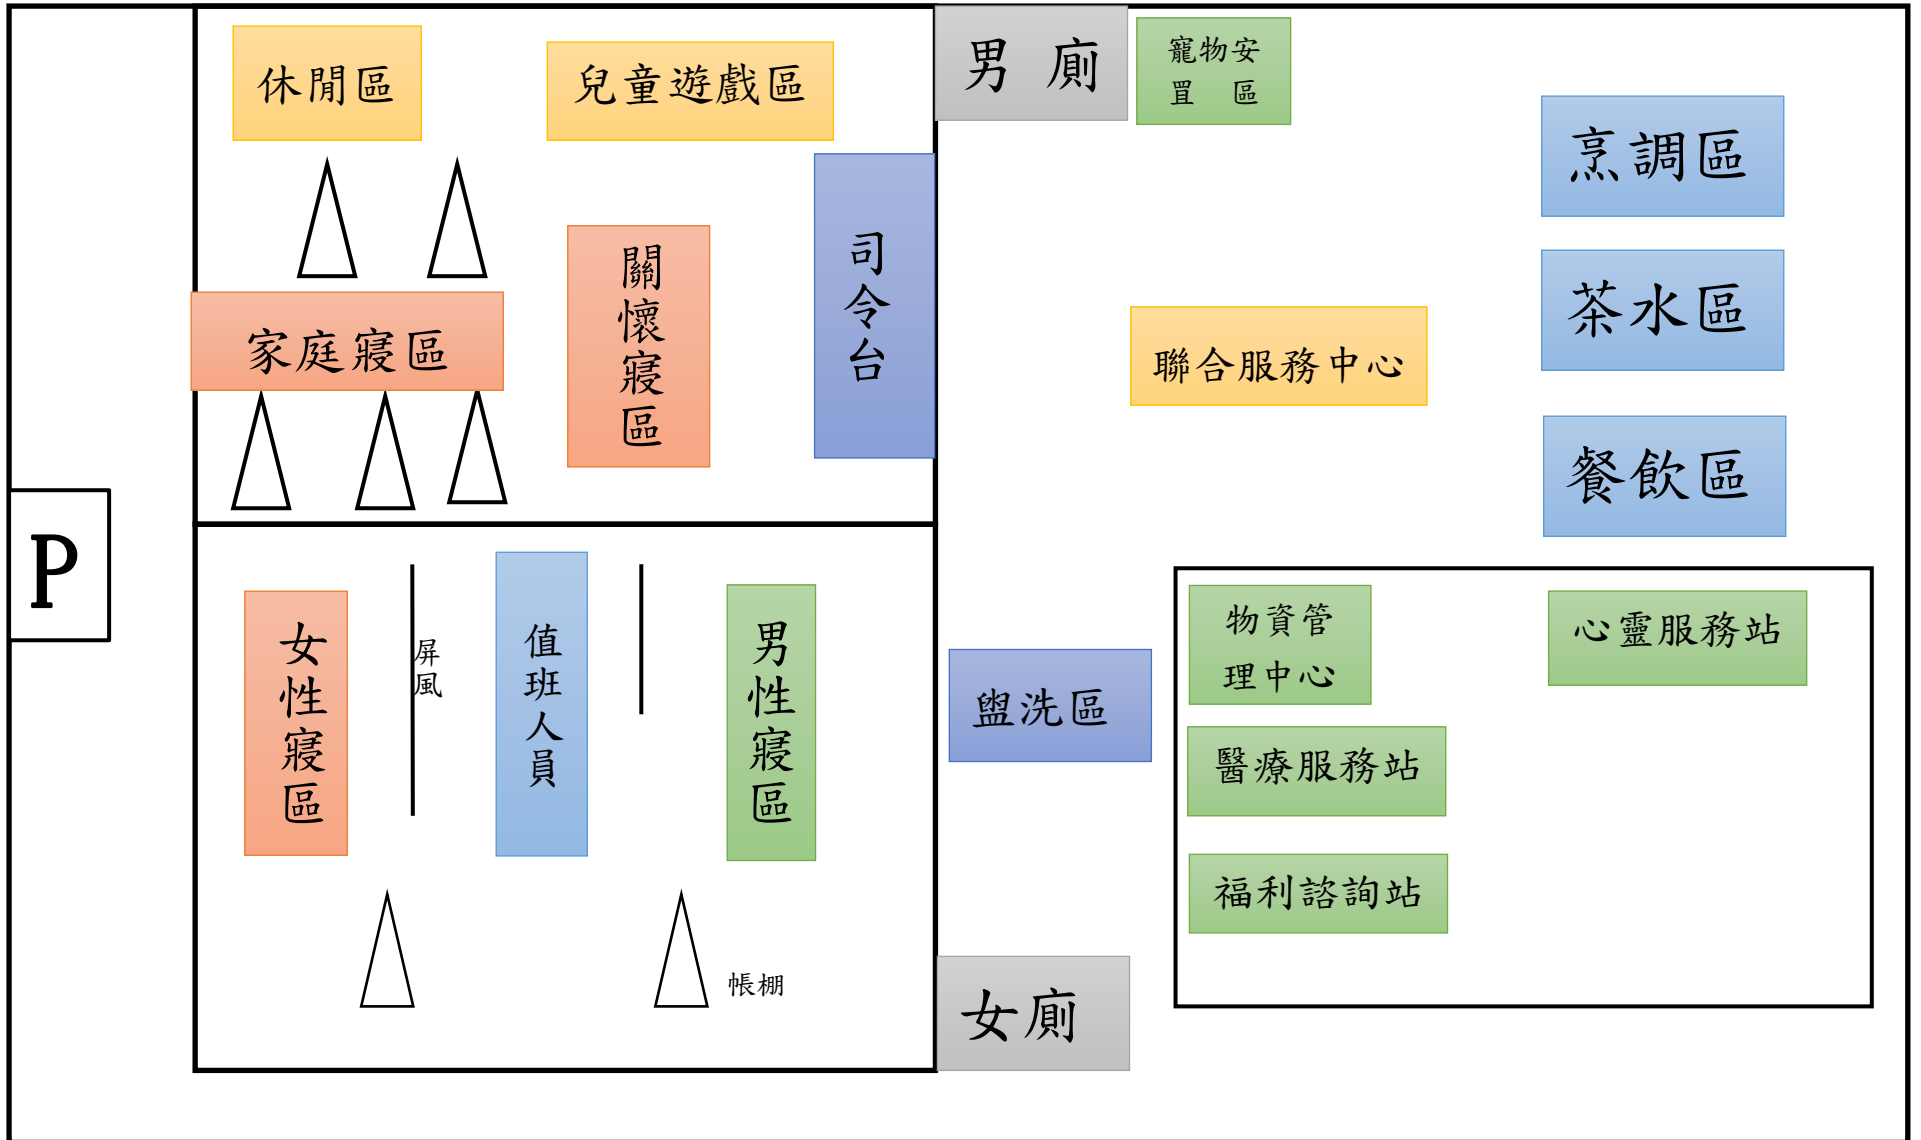 休閒區
兒童遊戲區
男 廁
寵物安
置 區
烹調區
關懷寢區
司令台
茶水區
家庭寢區
聯合服務中心
餐飲區
P
女性寢區
屏風
值班人員
男性寢區
盥洗區
物資管
理中心
心靈服務站
醫療服務站
福利諮詢站
帳棚
女廁